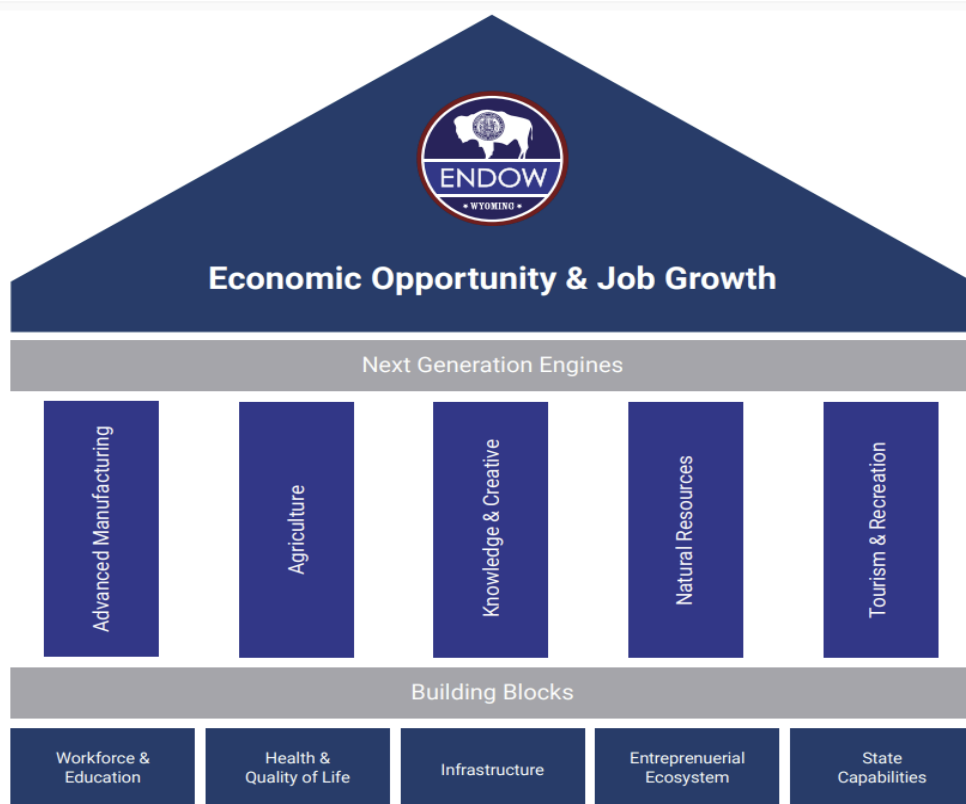 ENDOW
• WYOMING •
Economic Opportunity & Job Growth
Next Generation Engines
Advanced Manufacturing
Agriculture
Knowledge & Creative
Natural Resources
Tourism & Recreation
Building Blocks
Workforce &
Education
Health &
Quality of Life
Infrastructure
Entreprenuerial
Ecosystem
State
Capabilities